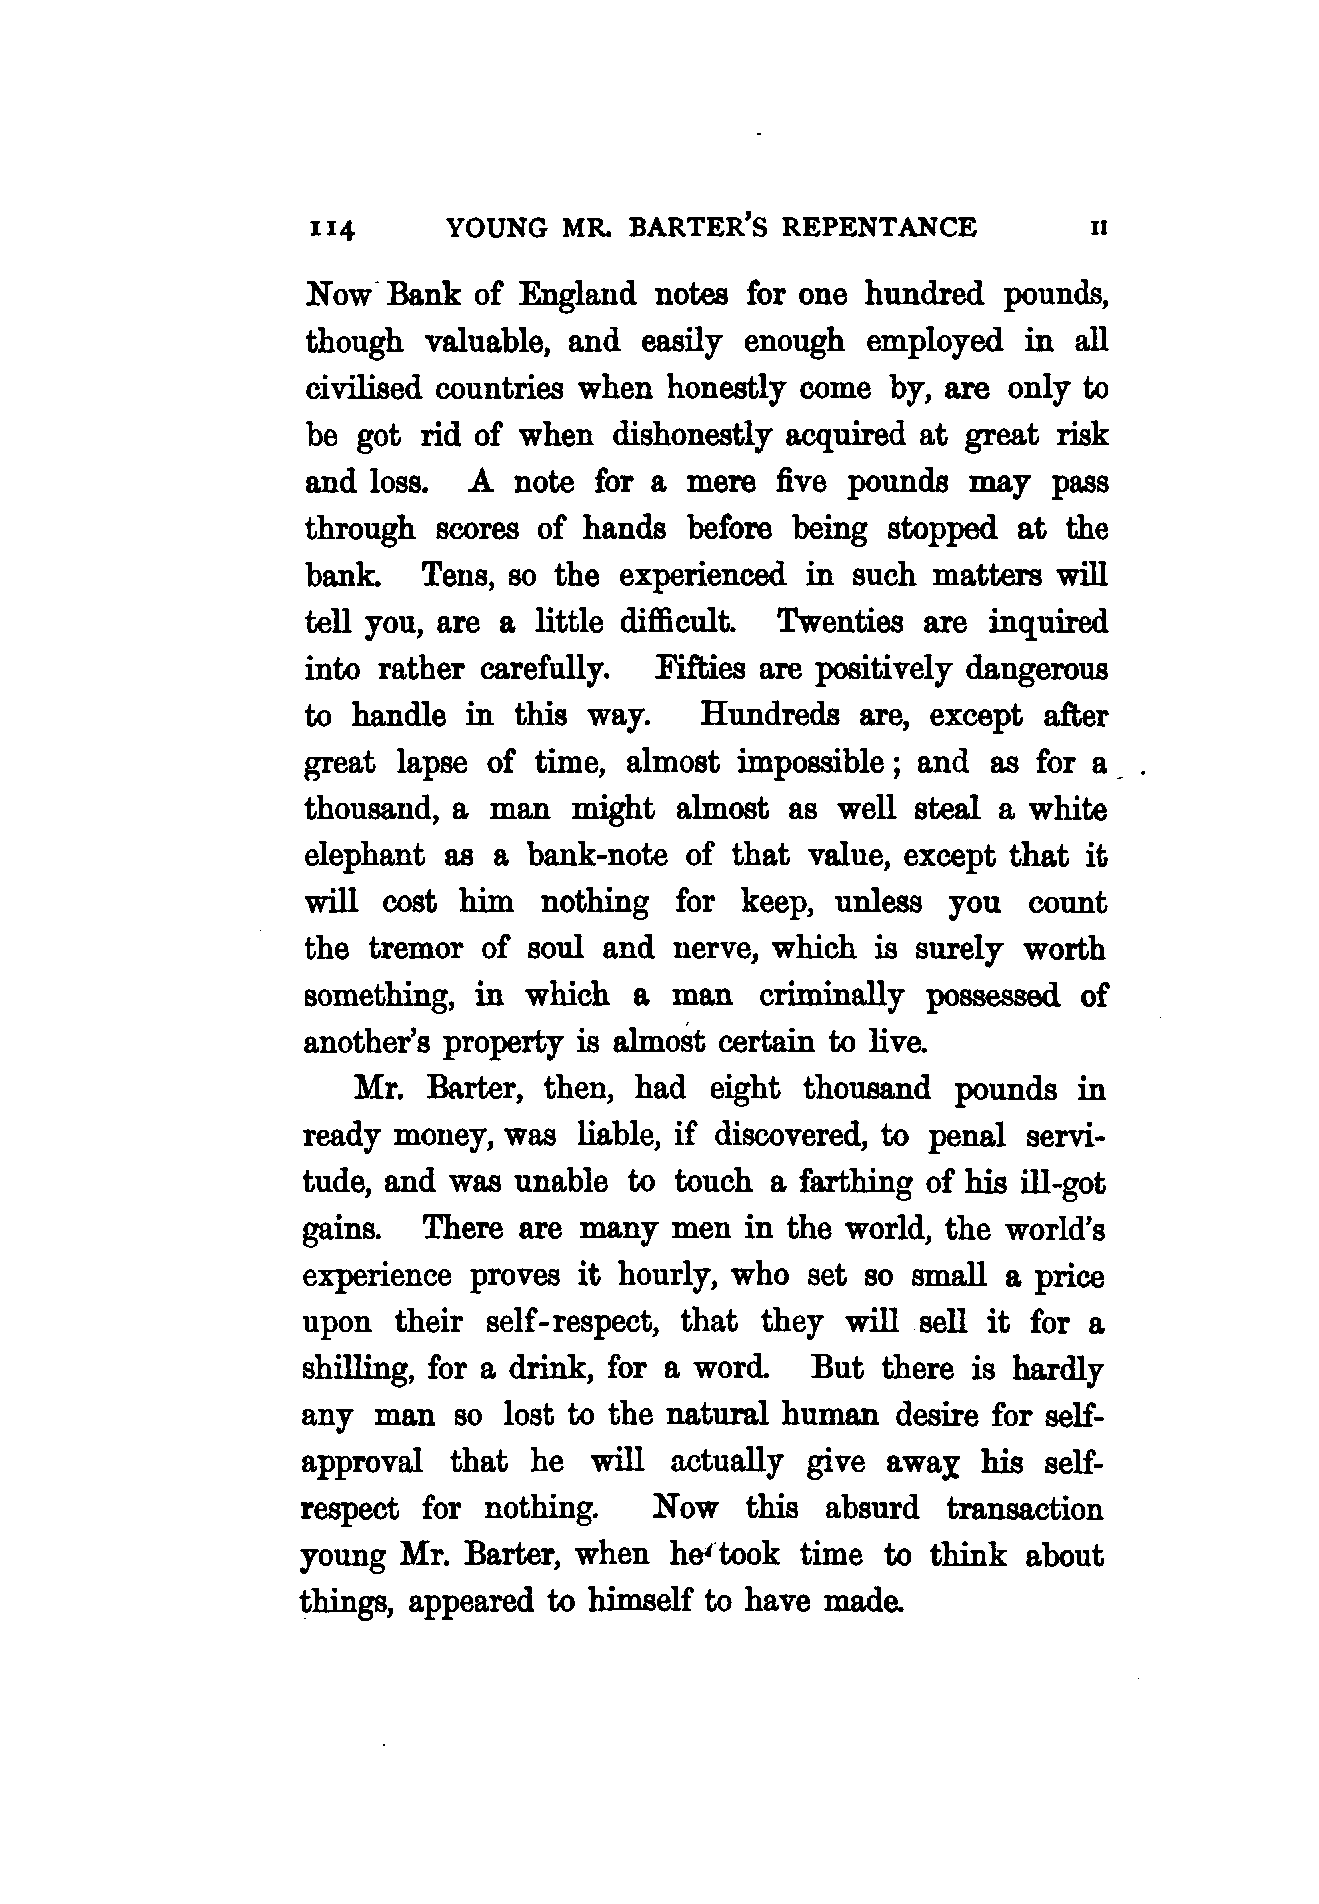 114 YOUNG MR. BARTER'S REPENTANCE II
Now Bank of England notes for one hundred pounds,
though valuable, and easily enough employed in all
civilised countries when honestly come by, are only to
be got rid of when dishonestly acquired at great risk
and loss. A note for a mere five pounds may pass
through scores of hands before being stopped at the
bank. Tens, so the experienced in such matters will
tell you, are a little difficult. Twenties are inquired
into rather carefully. Fifties are positively dangerous
to handle in this way. Hundreds are, except after
great lapse of time, almost impossible; and as for a
thousand, a man might almost as well steal a white
elephant as a bank-note of that value, except that it
will cost him nothing for keep, unless you count
the tremor of soul and nerve, which is surely worth
something, in which a man criminally possessed of
another's property is almost certain to live.
Mr. Barter, then, had eight thousand pounds in
ready money, was liable, if discovered, to penal servi-
tude, and was unable to touch a farthing of his ill-got
gains. There are many men in the world, the world's
experience proves it hourly, who set so small a price
upon their self-respect, that they will sell it for a
shilling, for a drink, for a word. But there is hardly
any man so lost to the natural human desire for self-
approval that he will actually give away his self-
respect for nothing. Now this absurd transaction
young Mr. Barter, when he took time to think about
things, appeared to himself to have made.